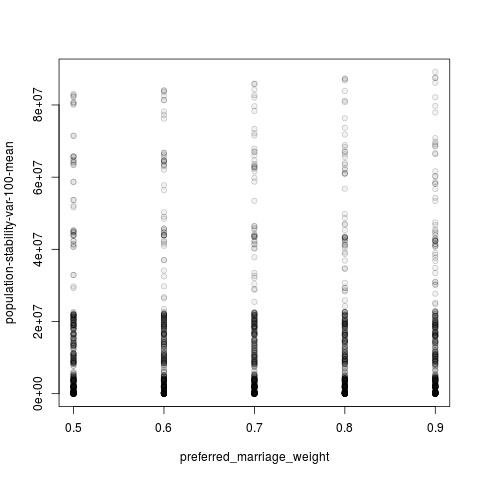 population-stability-var-100-mean
8e+07
6e+07
4e+07
2e+07
0e+00
0.5 0.6 0.7 0.8 0.9
preferred_marriage_weight